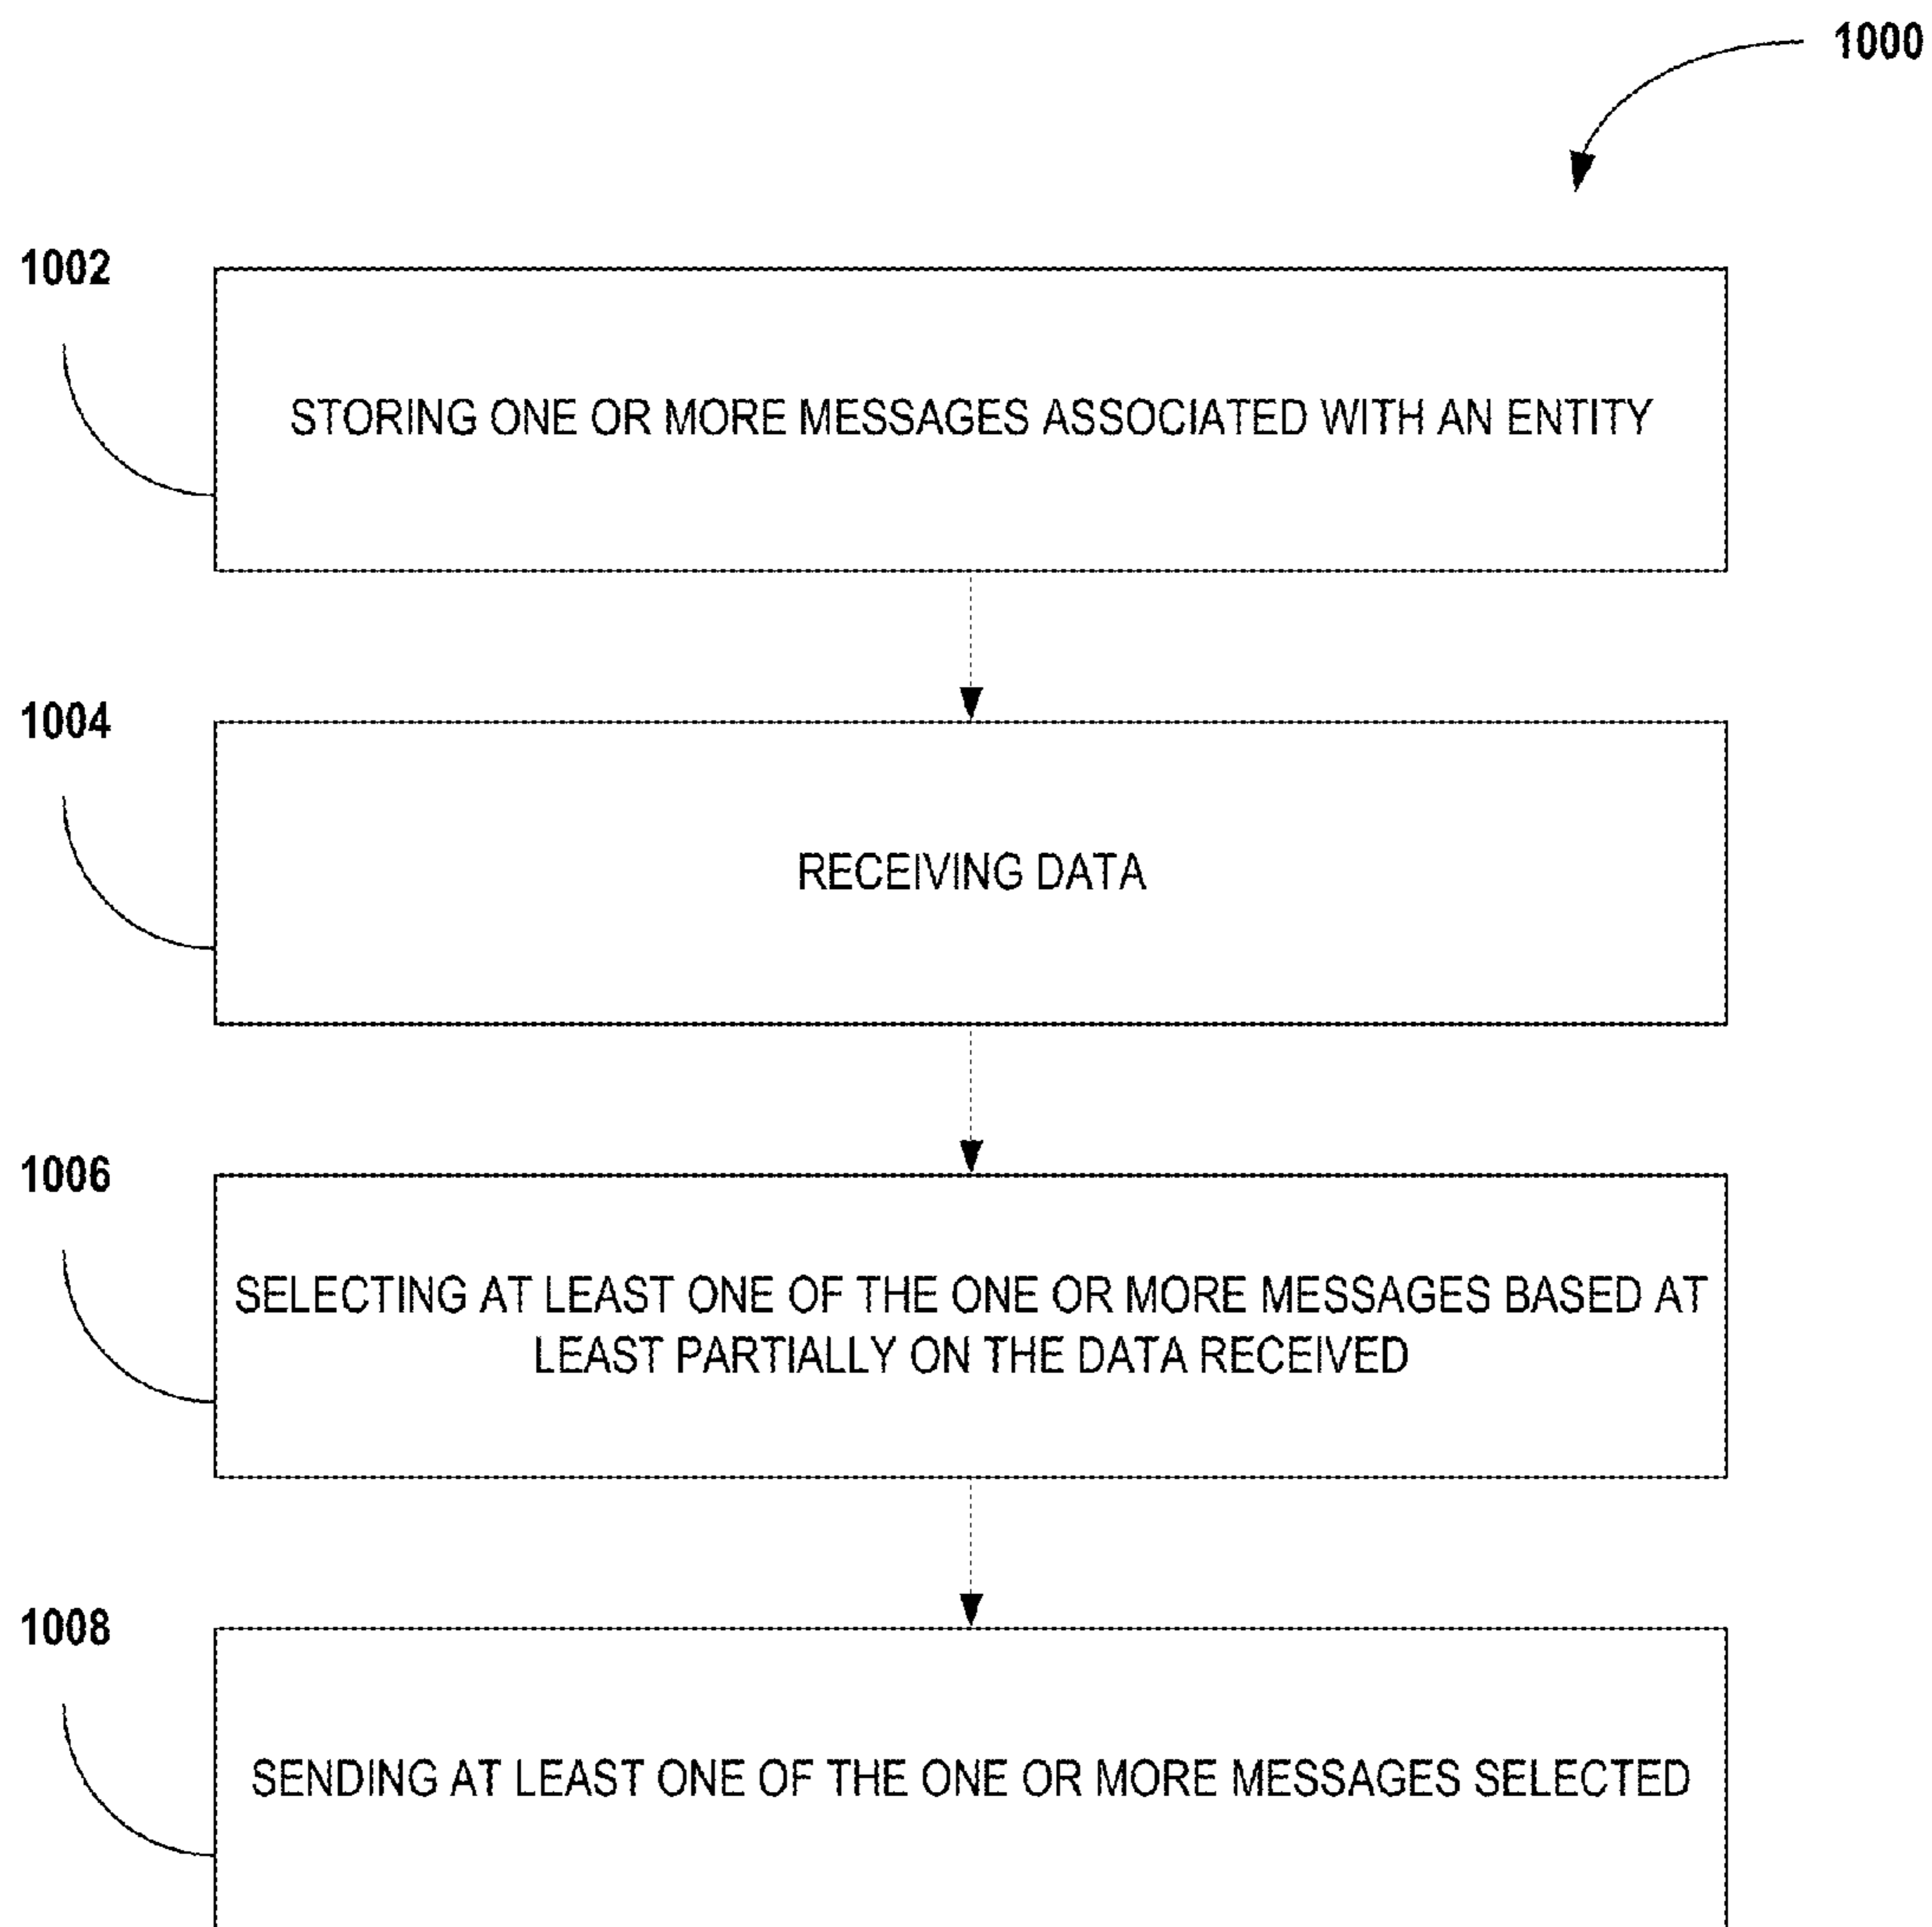 1000
1002
STORING ONE OR MORE MESSAGES ASSOCIATED WITH AN ENTITY
1004
RECEIVING DATA
1006
SELECTING AT LEAST ONE OF THE ONE OR MORE MESSAGES BASED AT
LEAST PARTIALLY ON THE DATA RECEIVED
1008
SENDING AT LEAST ONE OF THE ONE OR MORE MESSAGES SELECTED